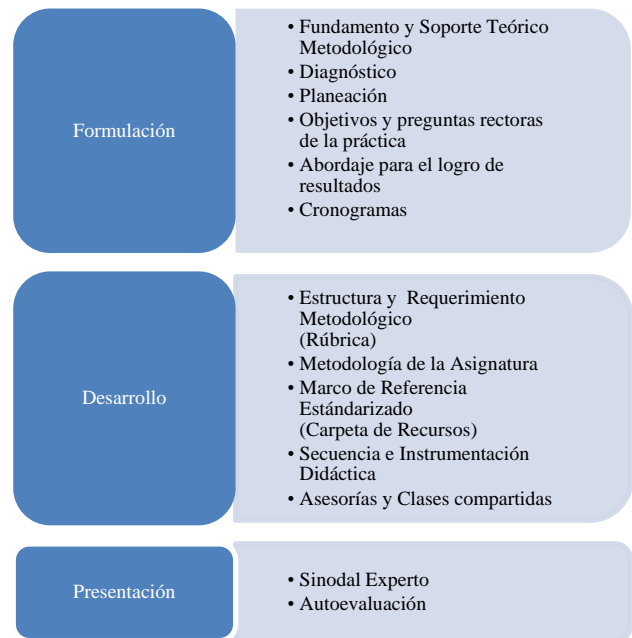 Formulación
• Fundamento y Soporte Teórico
Metodológico
• Diagnóstico
• Planeación
• Objetivos y preguntas rectoras
de la práctica
• Abordaje para el logro de
resultados
• Cronogramas
Desarrollo
• Estructura y  Requerimiento
Metodológico
(Rúbrica)
• Metodología de la Asignatura
• Marco de Referencia
Estándarizado
(Carpeta de Recursos)
• Secuencia e Instrumentación
Didáctica
• Asesorías y Clases compartidas
Presentación
• Sinodal Experto
• Autoevaluación